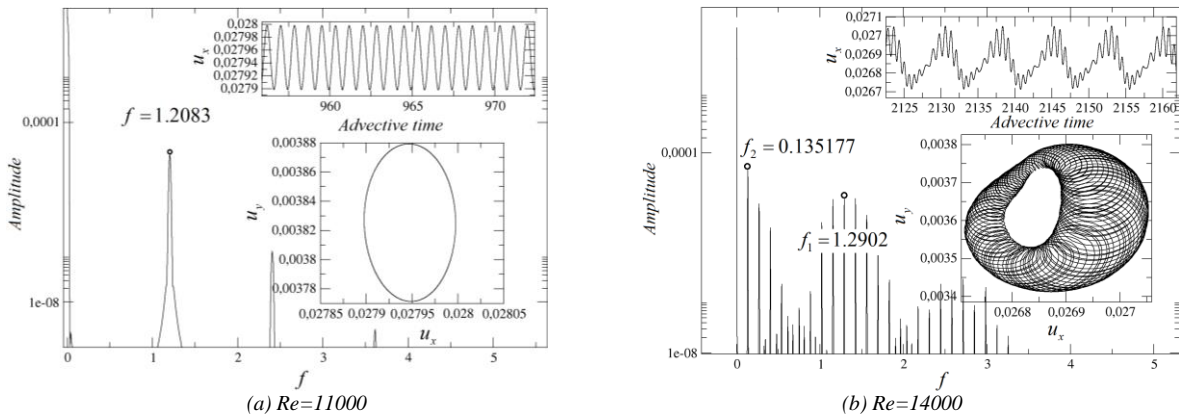 a
0,028
0,02798
0,02796
0,02794
0,02792
0,0279
u_x
960
965
970
Advective time
f = 1.2083
0,0001
1e-08
Amplitude
0,00388
0,00386
0,00384
0,00382
0,0038
0,00378
0,00377
u_y
0,02785
0,0279
0,02795
0,028
0,02805
u_x
0
1
2
3
4
5
f
(a) Re=11000
b
0,0271
0,027
0,0269
0,0268
0,0267
u_x
2125
2130
2135
2140
2145
2150
2155
2160
Advective time
f_2 = 0.135177
0,0001
f_1 = 1.2902
1e-08
Amplitude
0,0038
0,0037
0,0036
0,0035
0,0034
u_y
0,0268
0,0269
0,027
u_x
0
1
2
3
4
5
f
(b) Re=14000